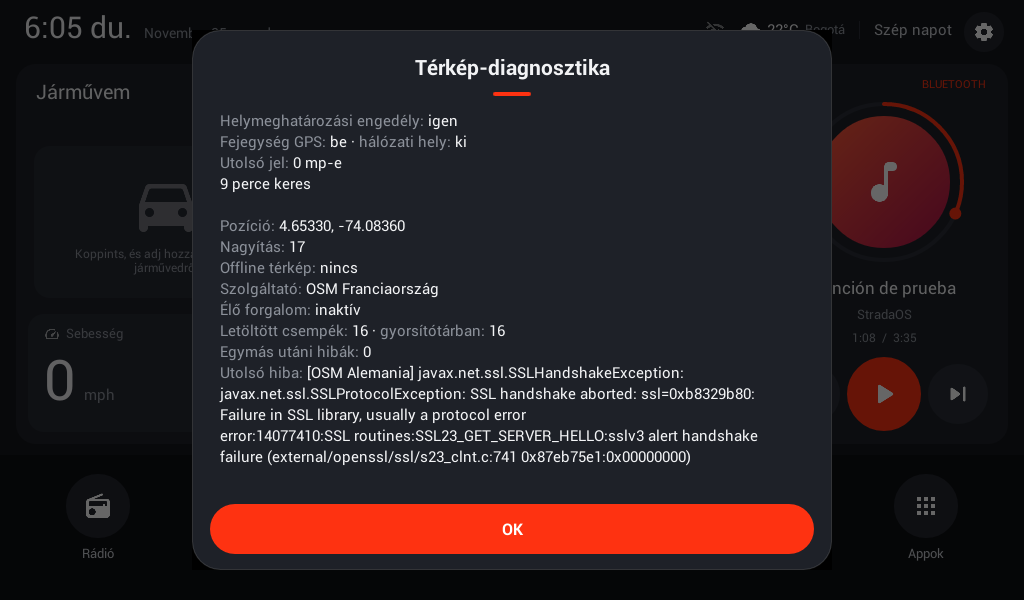 6:05 du.
22°C Bogotá
Szép napot
Térkép-diagnosztika
Járművem
BLUETOOTH
Helymeghatározási engedély: igen
Fejegység GPS: be · hálózati hely: ki
Utolsó jel: 0 mp-e
9 perce keres
Pozíció: 4.65330, -74.08360
Nagyítás: 17
Offline térkép: nincs
Szolgáltató: OSM Franciaország
Élő forgalom: inaktív
Letöltött csempék: 16 · gyorsítótárban: 16
Egymás utáni hibák: 0
Utolsó hiba: [OSM Alemania] javax.net.ssl.SSLHandshakeException:
javax.net.ssl.SSLProtocolException: SSL handshake aborted: ssl=0xb8329b80:
Failure in SSL library, usually a protocol error
error:14077410:SSL routines:SSL23_GET_SERVER_HELLO:sslv3 alert handshake
failure (external/openssl/ssl/s23_clnt.c:741 0x87eb75e1:0x00000000)
Koppints, és adj
Sebesség
0 mph
de prueba
StradaOS
1:08 / 3:35
OK
Rádió
Appok